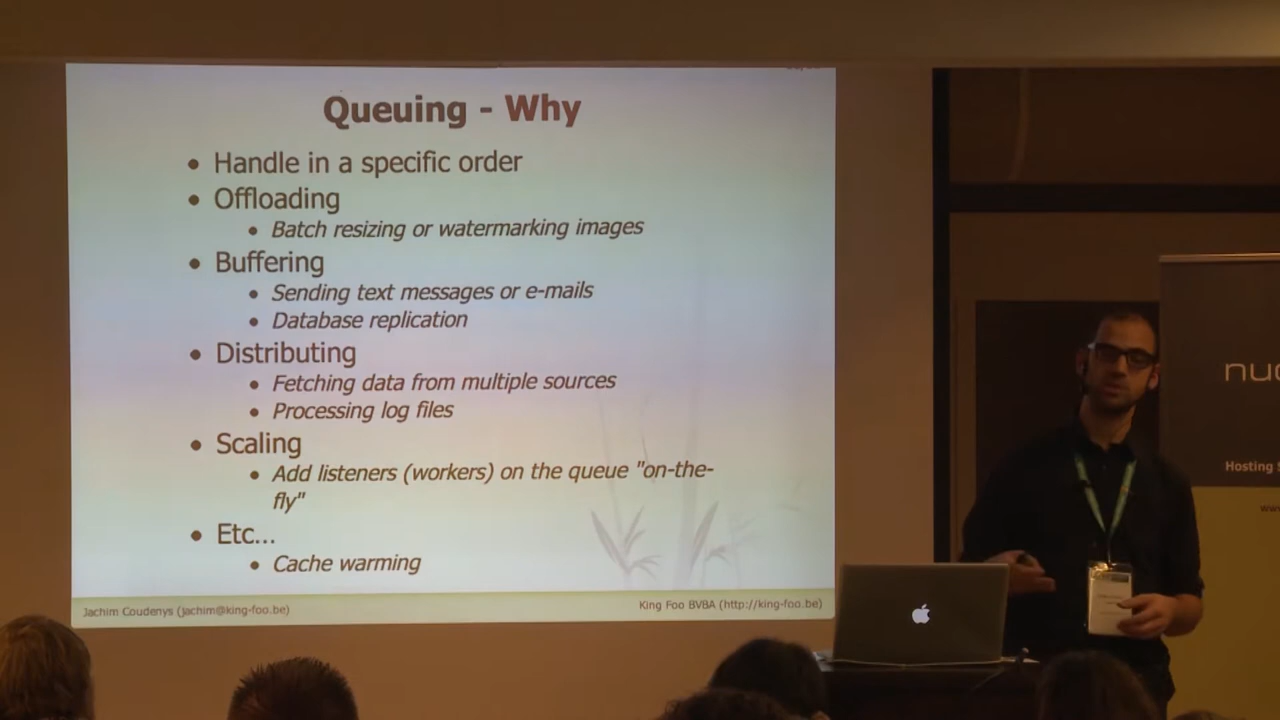 Queuing - Why
• Handle in a specific order
• Offloading
• Batch resizing or watermarking images
• Buffering
• Sending text messages or e-mails
• Database replication
• Distributing
• Fetching data from multiple sources
• Processing log files
• Scaling
• Add listeners (workers) on the queue "on-the-
fly"
• Etc...
• Cache warming
Jachim Coudenys (jachim@king-foo.be)
King Foo BVBA (http://king-foo.be)
Hosting